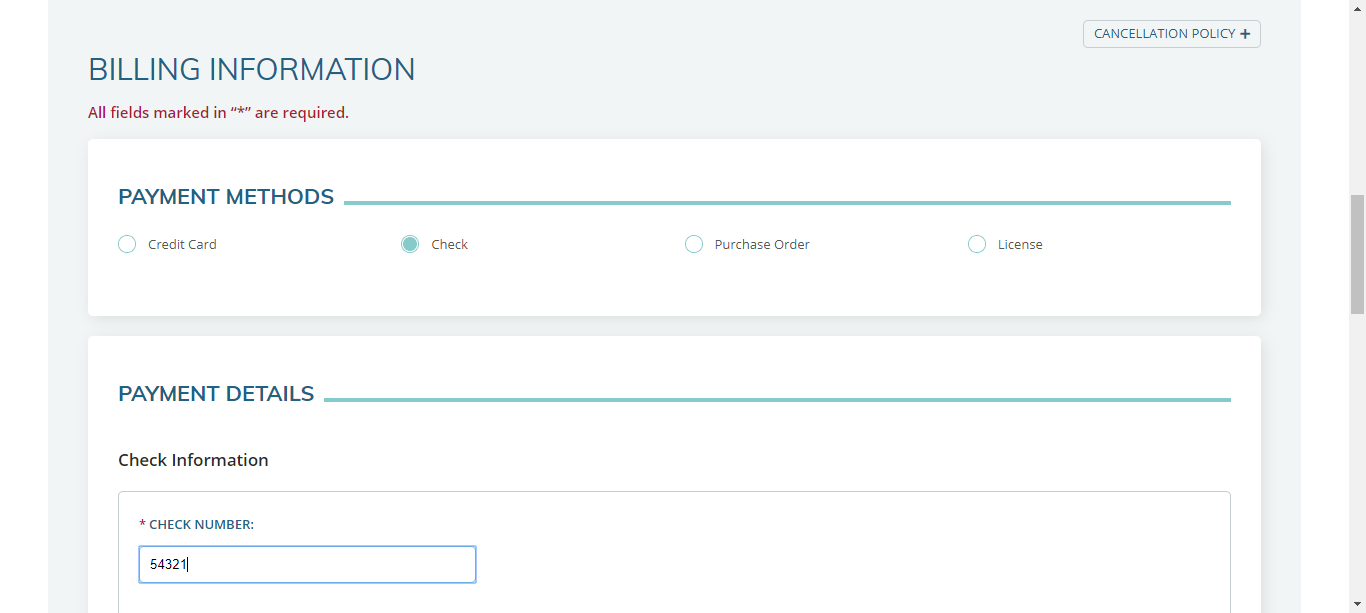 CANCELLATION POLICY +
BILLING INFORMATION
All fields marked in “*” are required.
PAYMENT METHODS
Credit Card
Check
Purchase Order
License
PAYMENT DETAILS
Check Information
* CHECK NUMBER:
54321